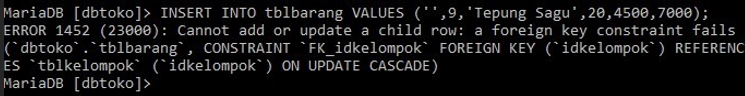 MariaDB [dbtoko]> INSERT INTO tblbarang VALUES ('',9,'Tepung Sagu',20,4500,7000);
ERROR 1452 (23000): Cannot add or update a child row: a foreign key constraint fails
(`dbtoko`.`tblbarang`, CONSTRAINT `FK_idkelompok` FOREIGN KEY (`idkelompok`) REFERENC
ES `tblkelompok` (`idkelompok`) ON UPDATE CASCADE)
MariaDB [dbtoko]>